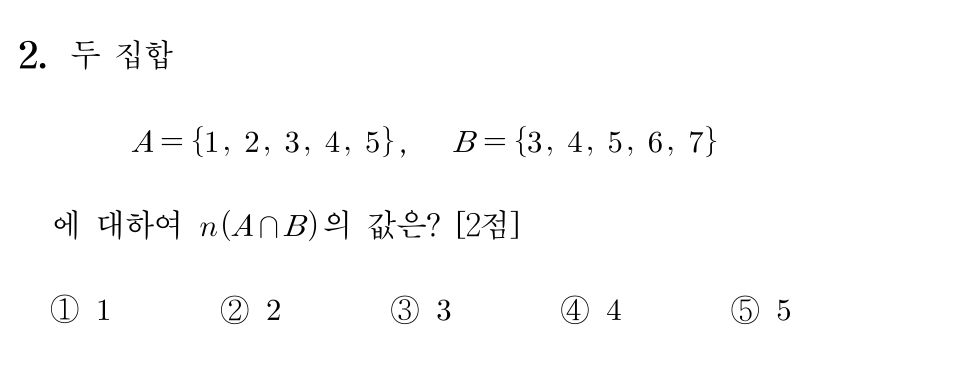 2. 두 집합
A={1, 2, 3, 4, 5}, B={3, 4, 5, 6, 7}
에 대하여 n(A∩B)의 값은? [2점]
① 1 ② 2 ③ 3 ④ 4 ⑤ 5